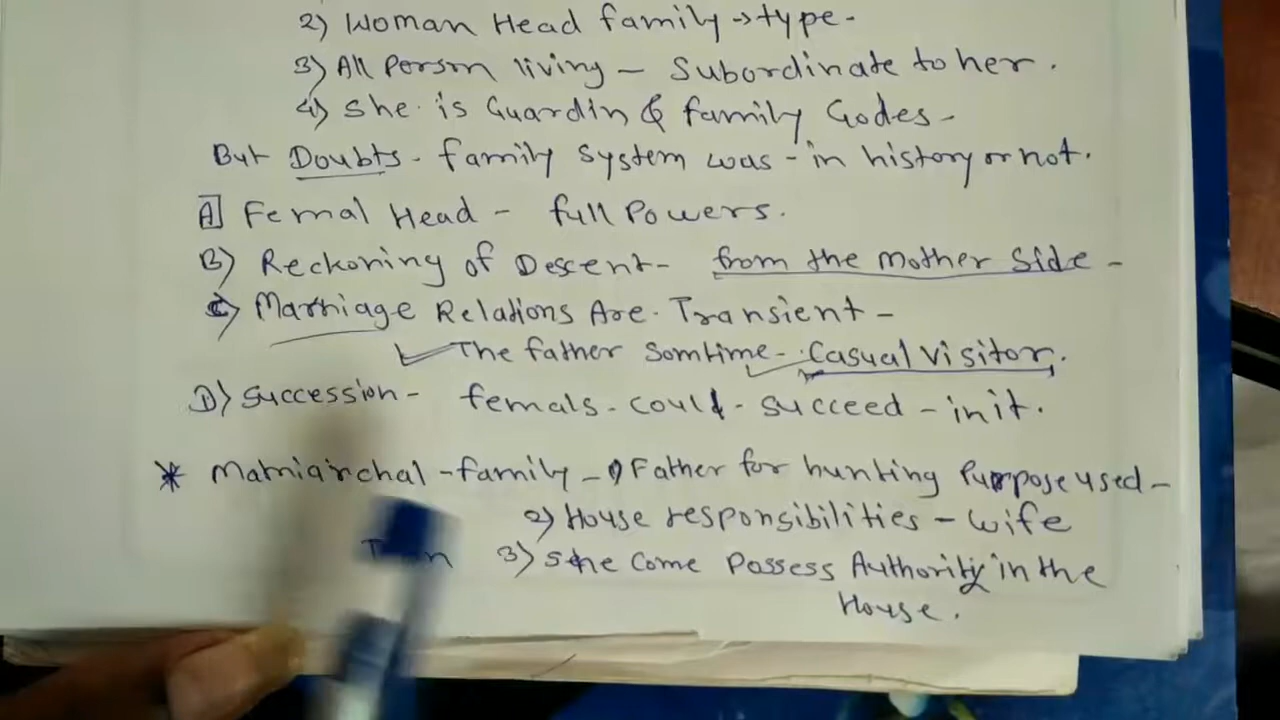 2) Woman Head family → type -
3) All Person living - Subordinate to her.
4) She is Guardin & family Godes -
But Doubts - family System was - in history or not.
A) Femal Head - full Powers.
B) Reckoning of Descent - from the mother side -
C) Marriage Relations Are Transient -
The father Somtime - Casual Visitor.
D) Succession - femals - could - succeed - in it.
* Matriarchal - family - 1) Father for hunting Purpose used -
2) House responsibilities - Wife
3) She Come Possess Authority in the
House.